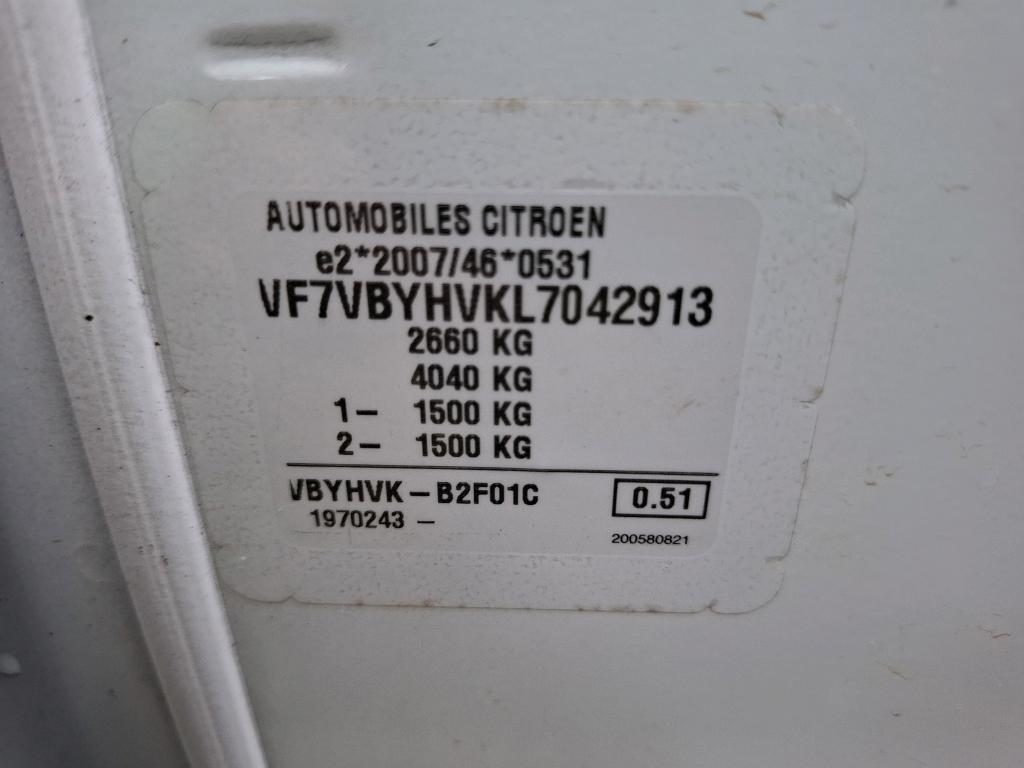 AUTOMOBILES CITROEN
e2*2007/46*0531
VF7VBYHVKL7042913
2660 KG
4040 KG
1- 1500 KG
2- 1500 KG
VBYHVK-B2F01C 0.51
1970243 -
200580821